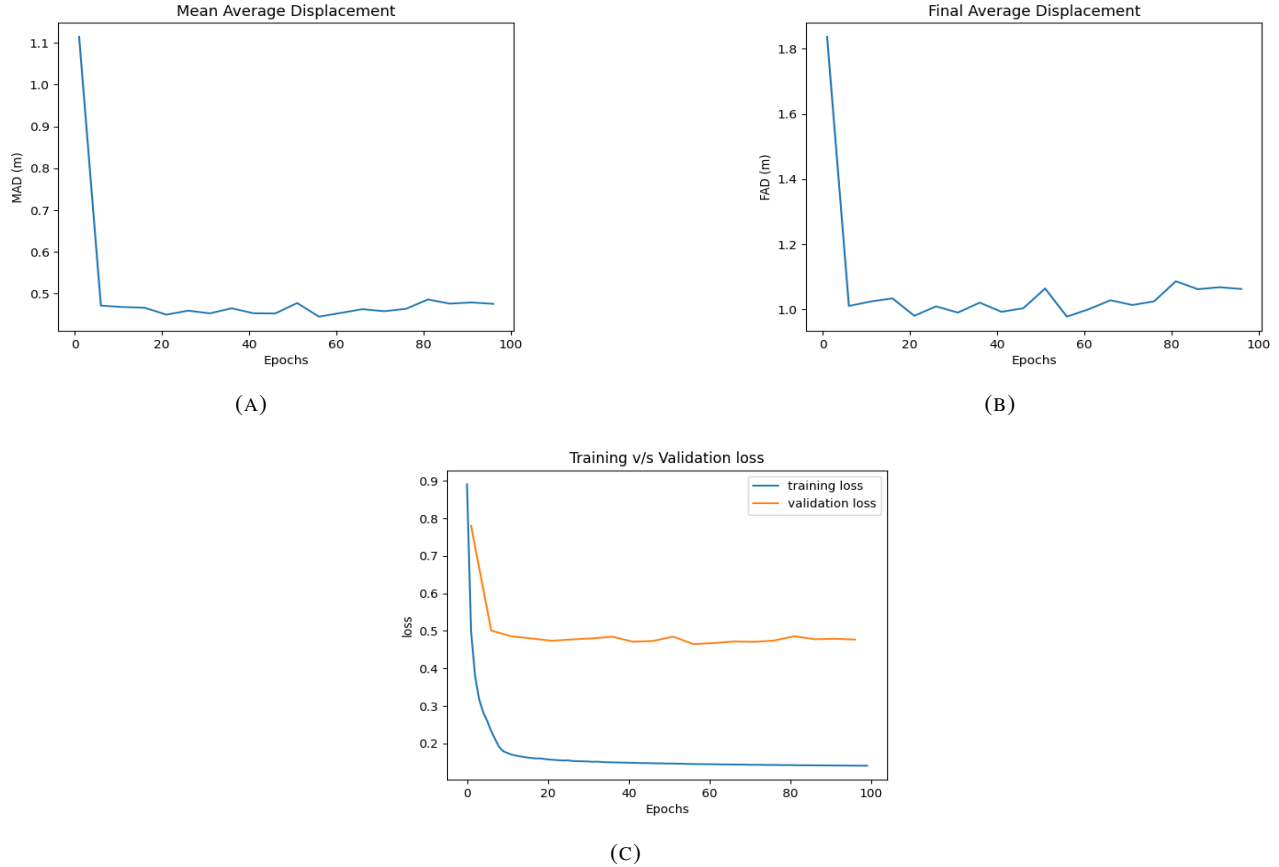 Mean Average Displacement
1.1
1.0
0.9
0.8
0.7
0.6
0.5
MAD (m)
0 20 40 60 80 100
Epochs
(A)
Final Average Displacement
1.8
1.6
1.4
1.2
1.0
FAD (m)
0 20 40 60 80 100
Epochs
(B)
Training v/s Validation loss
0.9
0.8
0.7
0.6
0.5
0.4
0.3
0.2
loss
training loss
validation loss
0 20 40 60 80 100
Epochs
(C)